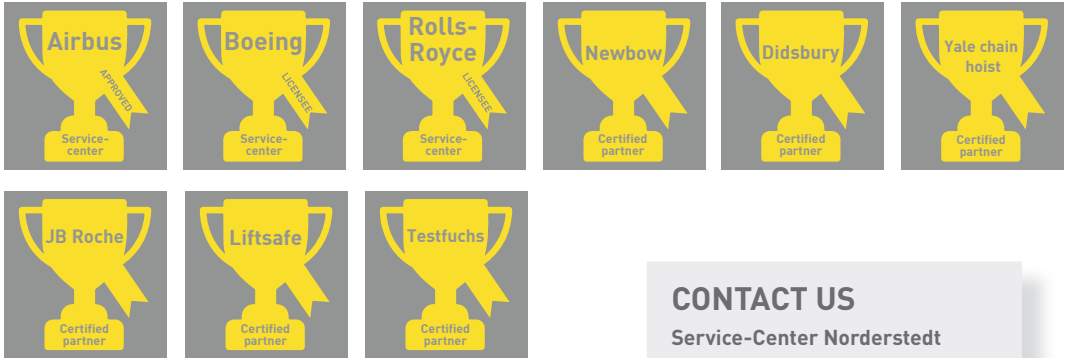 Airbus
APPROVED
Service-
center
Boeing
LICENSEE
Service-
center
Rolls-
Royce
LICENSEE
Service-
center
Newbow
Certified
partner
Didsbury
Certified
partner
Yale chain
hoist
Certified
partner
JB Roche
Certified
partner
Liftsafe
Certified
partner
Testfuchs
Certified
partner
CONTACT US
Service-Center Norderstedt